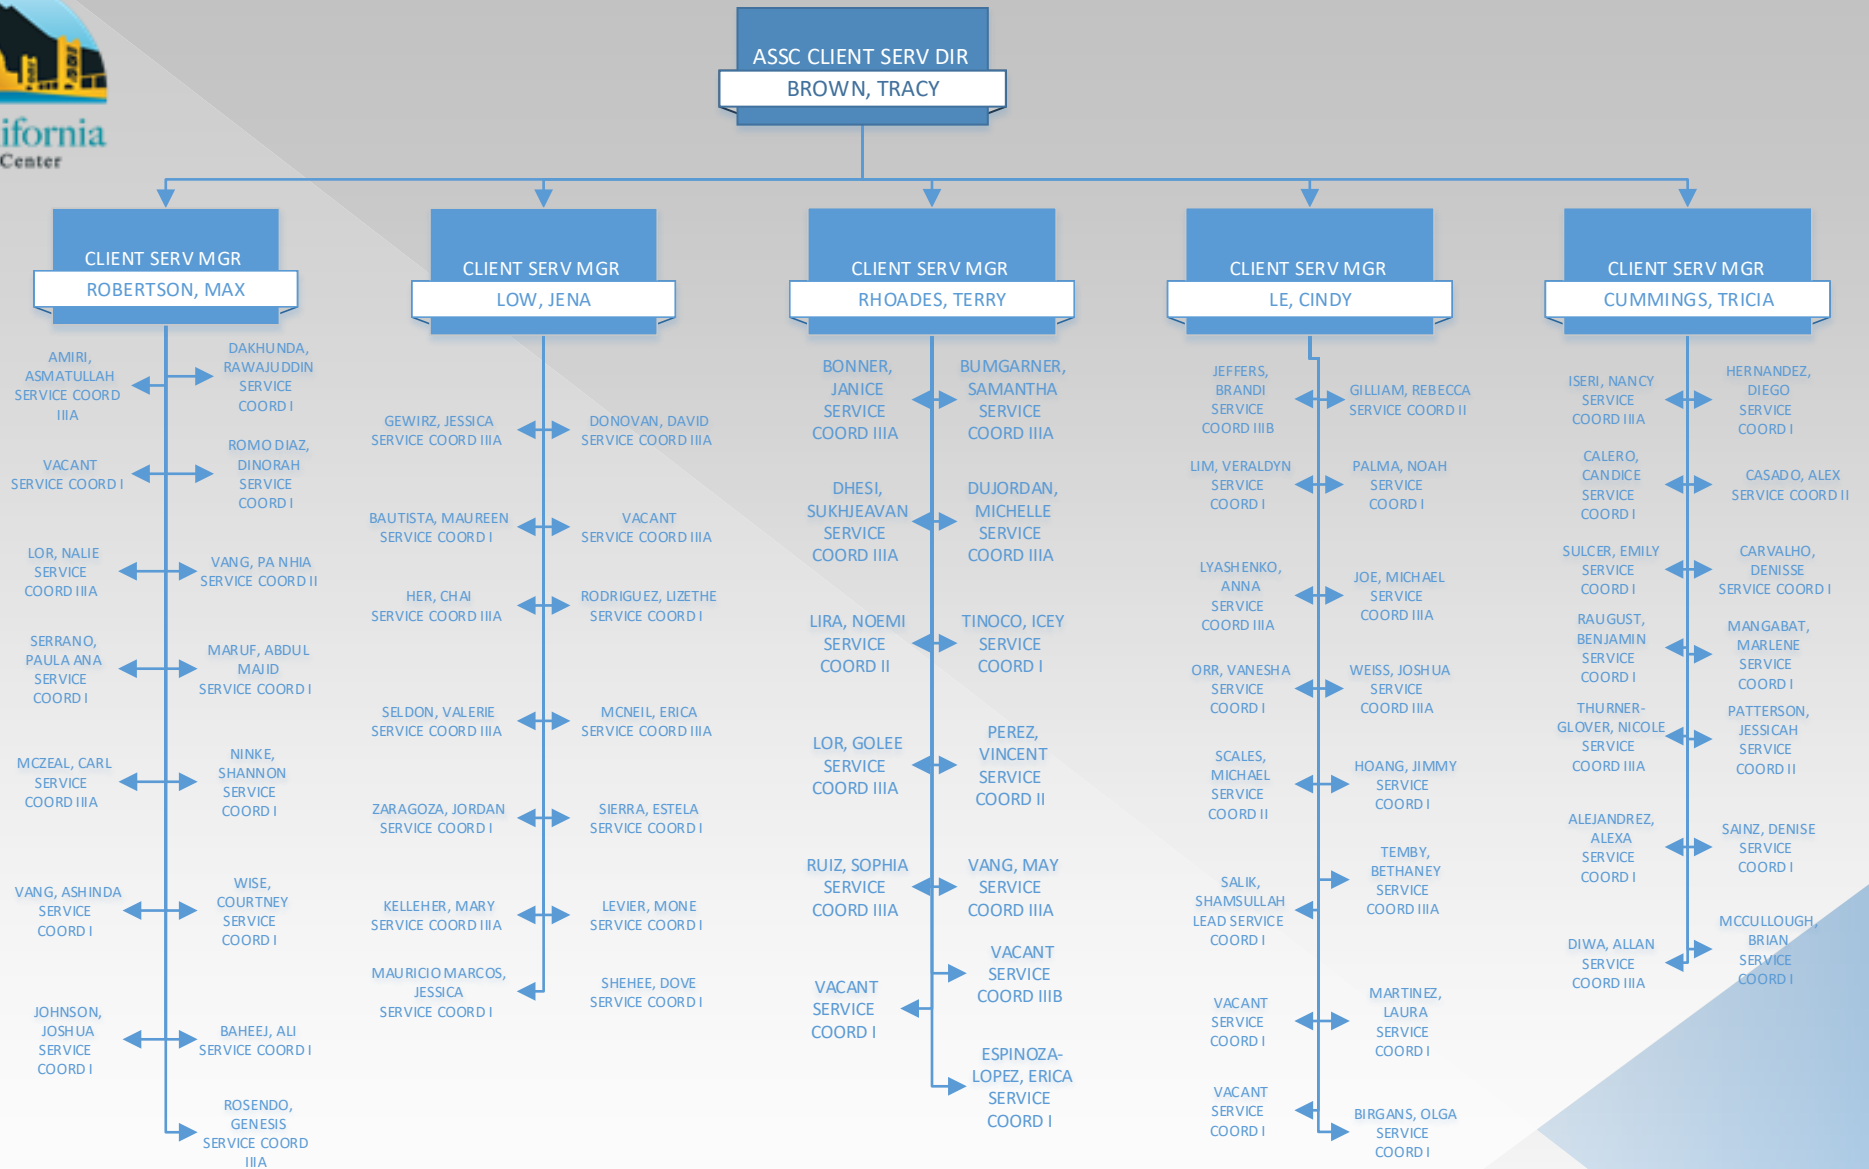 ifornia
Center
ASSC CLIENT SERV DIR
BROWN, TRACY
CLIENT SERV MGR
ROBERTSON, MAX
AMIRI,
ASMATULLAH
SERVICE COORD
IIIA
DAKHUNDA,
RAWAJUDDIN
SERVICE
COORD I
VACANT
SERVICE COORD I
ROMO DIAZ,
DINORAH
SERVICE
COORD I
LOR, NALIE
SERVICE
COORD IIIA
VANG, PA NHIA
SERVICE COORD II
SERRANO,
PAULA ANA
SERVICE
COORD I
MARUF, ABDUL
MAJID
SERVICE COORD I
MCZEAL, CARL
SERVICE
COORD IIIA
NINKE,
SHANNON
SERVICE
COORD I
VANG, ASHINDA
SERVICE
COORD I
WISE,
COURTNEY
SERVICE
COORD I
JOHNSON,
JOSHUA
SERVICE
COORD I
BAHEEJ, ALI
SERVICE COORD I
ROSENDO,
GENESIS
SERVICE COORD
IIIA
CLIENT SERV MGR
LOW, JENA
GEWIRZ, JESSICA
SERVICE COORD IIIA
DONOVAN, DAVID
SERVICE COORD IIIA
BAUTISTA, MAUREEN
SERVICE COORD I
VACANT
SERVICE COORD IIIA
HER, CHAI
SERVICE COORD IIIA
RODRIGUEZ, LIZETHE
SERVICE COORD I
SELDON, VALERIE
SERVICE COORD IIIA
MCNEIL, ERICA
SERVICE COORD IIIA
ZARAGOZA, JORDAN
SERVICE COORD I
SIERRA, ESTELA
SERVICE COORD I
KELLEHER, MARY
SERVICE COORD IIIA
LEVIER, MONE
SERVICE COORD I
MAURICIO MARCOS,
JESSICA
SERVICE COORD I
SHEHEE, DOVE
SERVICE COORD I
CLIENT SERV MGR
RHOADES, TERRY
BONNER,
JANICE
SERVICE
COORD IIIA
BUMGARNER,
SAMANTHA
SERVICE
COORD IIIA
DHESI,
SUKHJEAVAN
SERVICE
COORD IIIA
DUJORDAN,
MICHELLE
SERVICE
COORD IIIA
LIRA, NOEMI
SERVICE
COORD II
TINOCO, ICEY
SERVICE
COORD I
LOR, GOLEE
SERVICE
COORD IIIA
PEREZ,
VINCENT
SERVICE
COORD II
RUIZ, SOPHIA
SERVICE
COORD IIIA
VANG, MAY
SERVICE
COORD IIIA
VACANT
SERVICE
COORD I
VACANT
SERVICE
COORD IIIB
ESPINOZA-
LOPEZ, ERICA
SERVICE
COORD I
CLIENT SERV MGR
LE, CINDY
JEFFERS,
BRANDI
SERVICE
COORD IIIB
GILLIAM, REBECCA
SERVICE COORD II
LIM, VERALDYN
SERVICE
COORD I
PALMA, NOAH
SERVICE
COORD I
LYASHENKO,
ANNA
SERVICE
COORD IIIA
JOE, MICHAEL
SERVICE
COORD IIIA
ORR, VANESHA
SERVICE
COORD I
WEISS, JOSHUA
SERVICE
COORD IIIA
SCALES,
MICHAEL
SERVICE
COORD II
HOANG, JIMMY
SERVICE
COORD I
SALIK,
SHAMSULLAH
LEAD SERVICE
COORD I
TEMBY,
BETHANEY
SERVICE
COORD IIIA
VACANT
SERVICE
COORD I
MARTINEZ,
LAURA
SERVICE
COORD I
VACANT
SERVICE
COORD I
BIRGANS, OLGA
SERVICE
COORD I
CLIENT SERV MGR
CUMMINGS, TRICIA
ISERI, NANCY
SERVICE
COORD IIIA
HERNANDEZ,
DIEGO
SERVICE
COORD I
CALERO,
CANDICE
SERVICE
COORD I
CASADO, ALEX
SERVICE COORD II
SULCER, EMILY
SERVICE
COORD I
CARVALHO,
DENISSE
SERVICE COORD I
RAUGUST,
BENJAMIN
SERVICE
COORD I
MANGABAT,
MARLENE
SERVICE
COORD I
THURNER-
GLOVER, NICOLE
SERVICE
COORD IIIA
PATTERSON,
JESSICAH
SERVICE
COORD II
ALEJANDREZ,
ALEXA
SERVICE
COORD I
SAINZ, DENISE
SERVICE
COORD I
DIWA, ALLAN
SERVICE
COORD IIIA
MCCULLOUGH,
BRIAN
SERVICE
COORD I